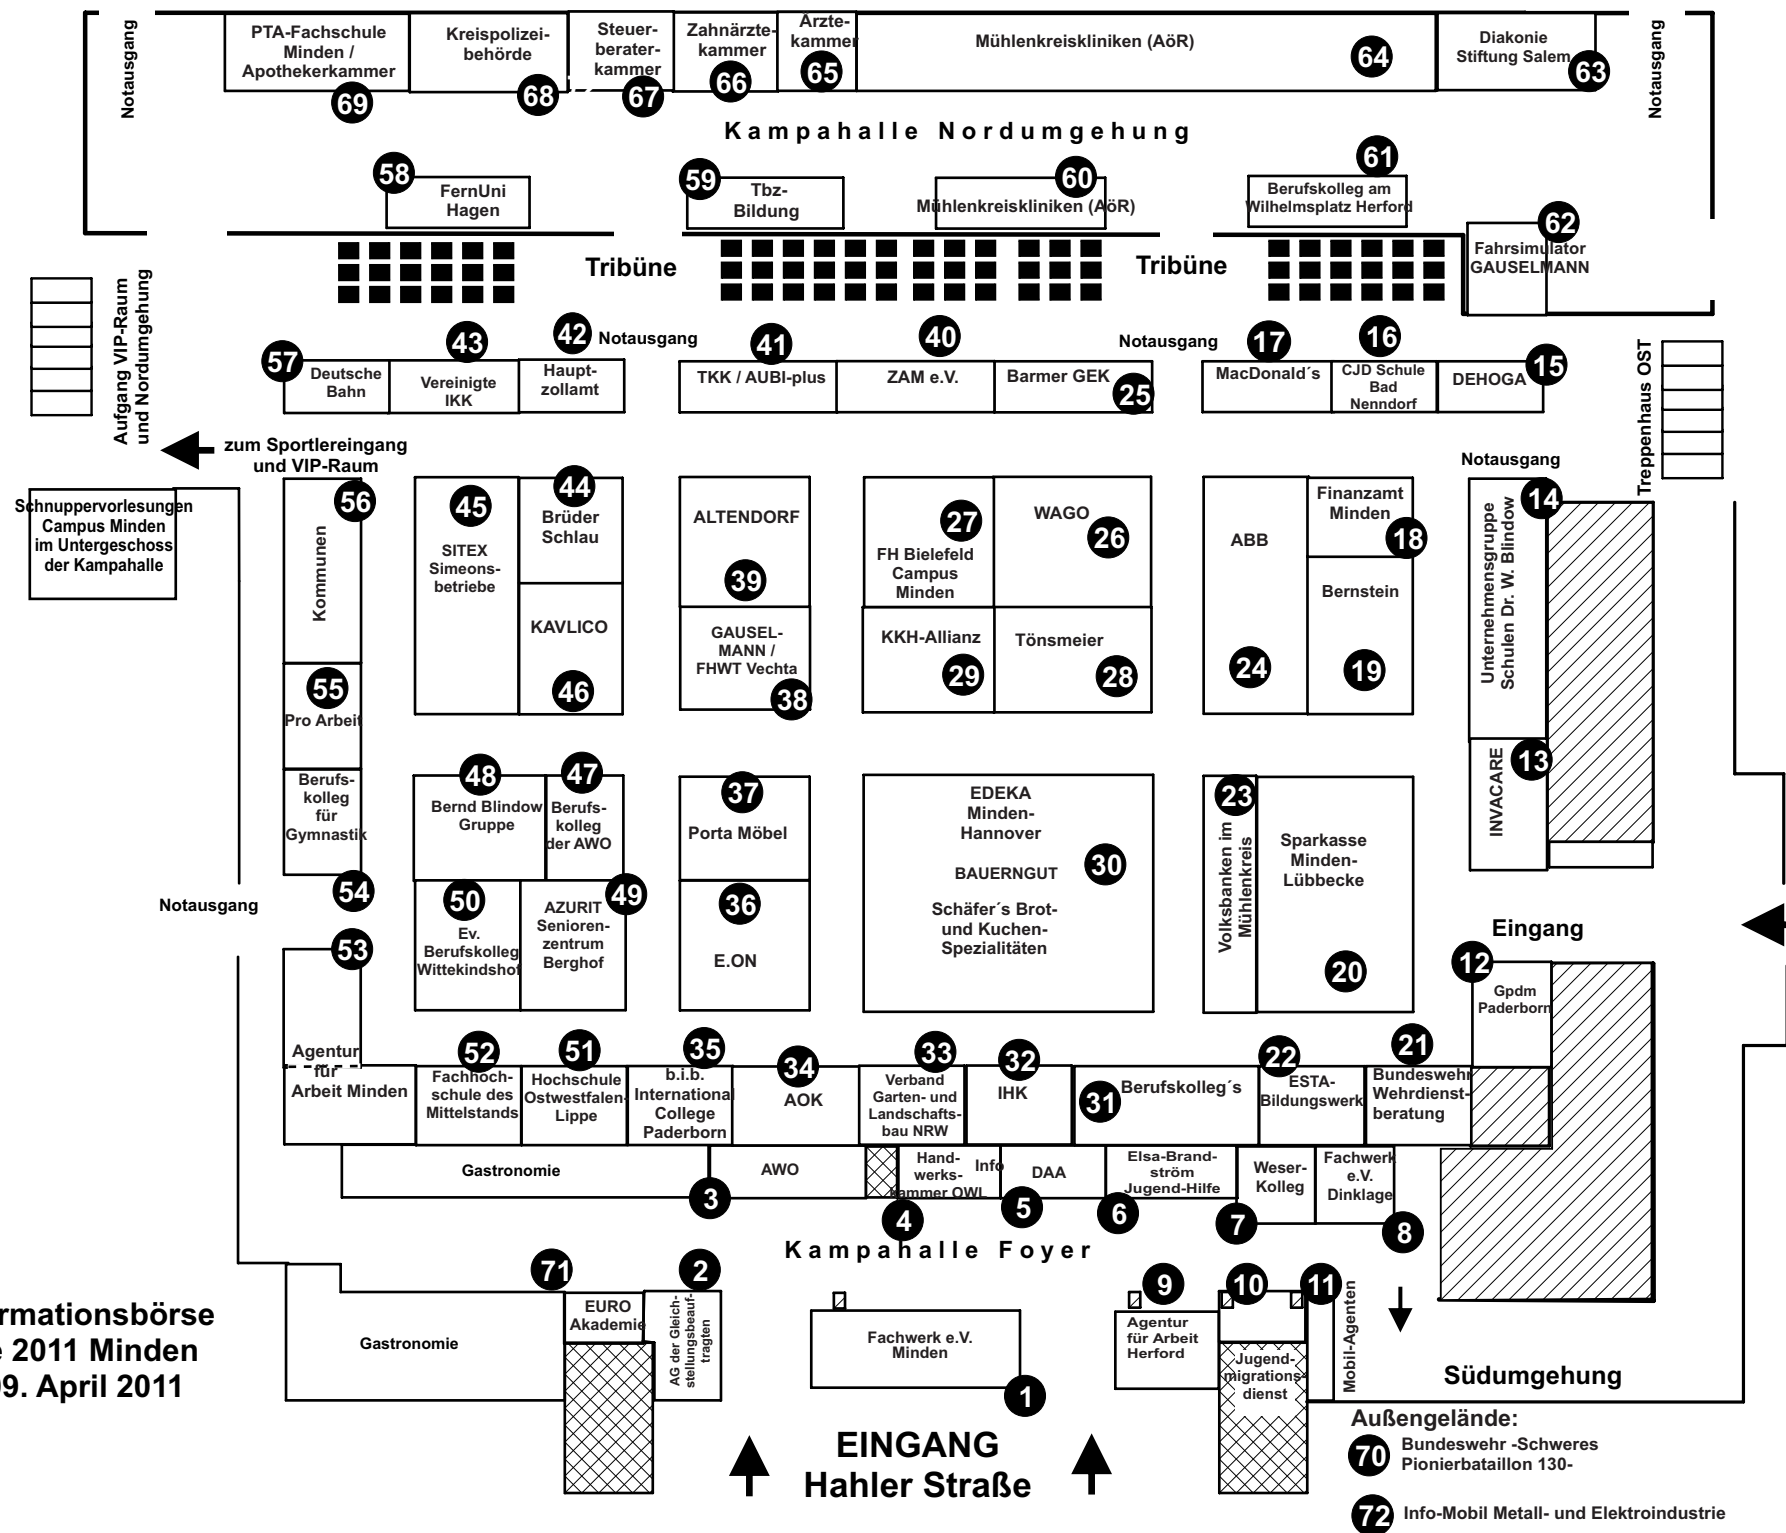 Notausgang
PTA-Fachschule
Minden /
Apothekerkammer
69
Kreispolizei-
behörde
68
Steuer-
berater-
kammer
67
Zahnärzte-
kammer
66
Ärzte-
kammer
65
Mühlenkreiskliniken (AöR)
64
Diakonie
Stiftung Salem
63
Notausgang
Kampahalle Nordumgehung
58
FernUni
Hagen
59
Tbz-
Bildung
60
Mühlenkreiskliniken (AöR)
61
Berufskolleg am
Wilhelmsplatz Herford
62
Fahrsimulator
GAUSELMANN
Tribüne
Tribüne
Aufgang VIP-Raum
und Nordumgehung
57
Deutsche
Bahn
43
Vereinigte
IKK
42
Haupt-
zollamt
Notausgang
41
TKK / AUBI-plus
40
ZAM e.V.
Barmer GEK
25
Notausgang
17
MacDonald´s
16
CJD Schule
Bad
Nenndorf
15
DEHOGA
Treppenhaus OST
zum Sportlereingang
und VIP-Raum
Notausgang
Schnuppervorlesungen
Campus Minden
im Untergeschoss
der Kampahalle
56
Kommunen
45
SITEX
Simeons-
betriebe
44
Brüder
Schlau
KAVLICO
46
ALTENDORF
39
GAUSEL-
MANN /
FHWT Vechta
38
27
FH Bielefeld
Campus
Minden
WAGO
26
KKH-Allianz
29
Tönsmeier
28
ABB
24
Finanzamt
Minden
18
Bernstein
19
14
Unternehmensgruppe
Schulen Dr. W. Blindow
13
INVACARE
55
Pro Arbeit
Berufs-
kolleg
für
Gymnastik
54
Notausgang
48
Bernd Blindow
Gruppe
47
Berufs-
kolleg
der AWO
50
Ev.
Berufskolleg
Wittekindshof
49
AZURIT
Senioren-
zentrum
Berghof
37
Porta Möbel
36
E.ON
EDEKA
Minden-
Hannover
BAUERNGUT
30
Schäfer´s Brot-
und Kuchen-
Spezialitäten
23
Volksbanken im
Mühlenkreis
Sparkasse
Minden-
Lübbecke
20
Eingang
12
Gpdm
Paderborn
53
Agentur
für
Arbeit Minden
52
Fachhoch-
schule des
Mittelstands
51
Hochschule
Ostwestfalen-
Lippe
35
b.i.b.
International
College
Paderborn
34
AOK
33
Verband
Garten- und
Landschafts-
bau NRW
32
IHK
31
Berufskolleg´s
22
ESTA-
Bildungswerk
21
Bundeswehr
Wehrdienst-
beratung
Gastronomie
3
AWO
Hand-
werks-
kammer OWL
4
Info
5
DAA
6
Elsa-Brand-
ström
Jugend-Hilfe
7
Weser-
Kolleg
Fachwerk
e.V.
Dinklage
8
Kampahalle Foyer
Gastronomie
71
EURO
Akademie
2
AG der Gleich-
stellungsbeauf-
tragten
Fachwerk e.V.
Minden
1
9
Agentur
für Arbeit
Herford
10
Jugend-
migrations-
dienst
11
Mobil-Agenten
Südumgehung
rmationsbörse
2011 Minden
9. April 2011
EINGANG
Hahler Straße
Außengelände:
70
Bundeswehr -Schweres
Pionierbataillon 130-
72
Info-Mobil Metall- und Elektroindustrie